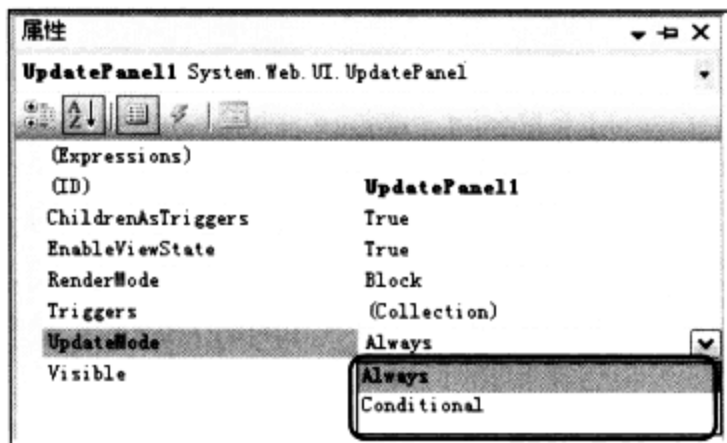 属性
UpdatePanel1 System.Web.UI.UpdatePanel
(Expressions)
(ID) UpdatePanel1
ChildrenAsTriggers True
EnableViewState True
RenderMode Block
Triggers (Collection)
UpdateMode Always
Visible Always
Conditional